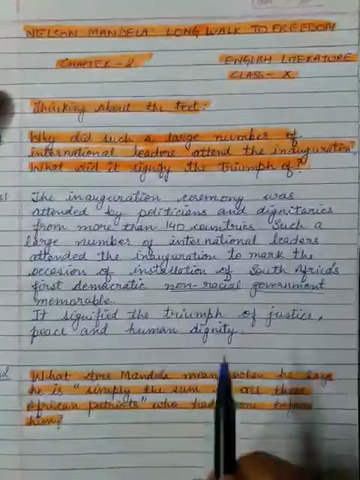 NELSON MANDELA: LONG WALK TO FREEDOM
CHAPTER-2
ENGLISH LITERATURE
CLASS-X
Thinking about the text:
Why did such a large number of
international leaders attend the inauguration?
What did it signify the triumph of?
The inauguration ceremony was
attended by politicians and dignitaries
from more than 140 countries. Such a
large number of international leaders
attended the inauguration to mark the
occasion of installation of South Africa's
first democratic non-racial government
memorable.
It signified the triumph of justice,
peace and human dignity.
What does Mandela mean when he says
he is "simply the sum of all those
African patriots" who had gone before
him?